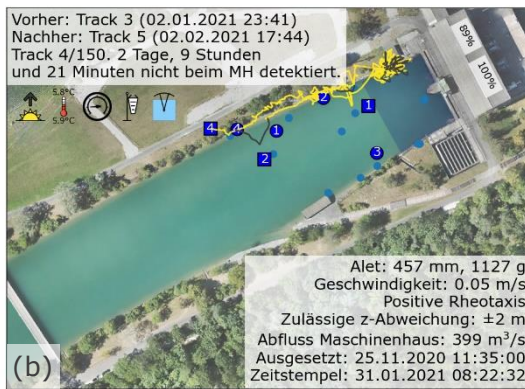 Vorher: Track 3 (02.01.2021 23:41)
Nachher: Track 5 (02.02.2021 17:44)
Track 4/150. 2 Tage, 9 Stunden
und 21 Minuten nicht beim MH detektiert.
5.8°C
5.9°C
89%
100%
2
1
4
4
1
2
3
Alet: 457 mm, 1127 g
Geschwindigkeit: 0.05 m/s
Positive Rheotaxis
Zulässige z-Abweichung: ±2 m
Abfluss Maschinenhaus: 399 m³/s
Ausgesetzt: 25.11.2020 11:35:00
Zeitstempel: 31.01.2021 08:22:32
(b)